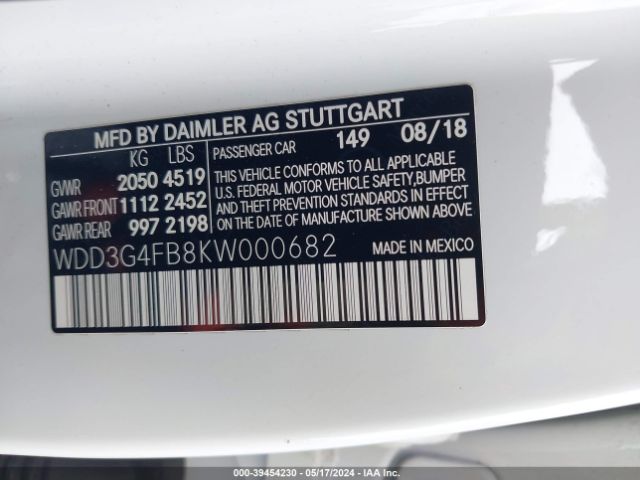 MFD BY DAIMLER AG STUTTGART
KG LBS
GVWR 2050 4519
GAWR FRONT 1112 2452
GAWR REAR 997 2198
PASSENGER CAR 149 08/18
THIS VEHICLE CONFORMS TO ALL APPLICABLE
U.S. FEDERAL MOTOR VEHICLE SAFETY, BUMPER
AND THEFT PREVENTION STANDARDS IN EFFECT
ON THE DATE OF MANUFACTURE SHOWN ABOVE
MADE IN MEXICO
WDD3G4FB8KW000682
000-39454230 - 05/17/2024 - IAA Inc.